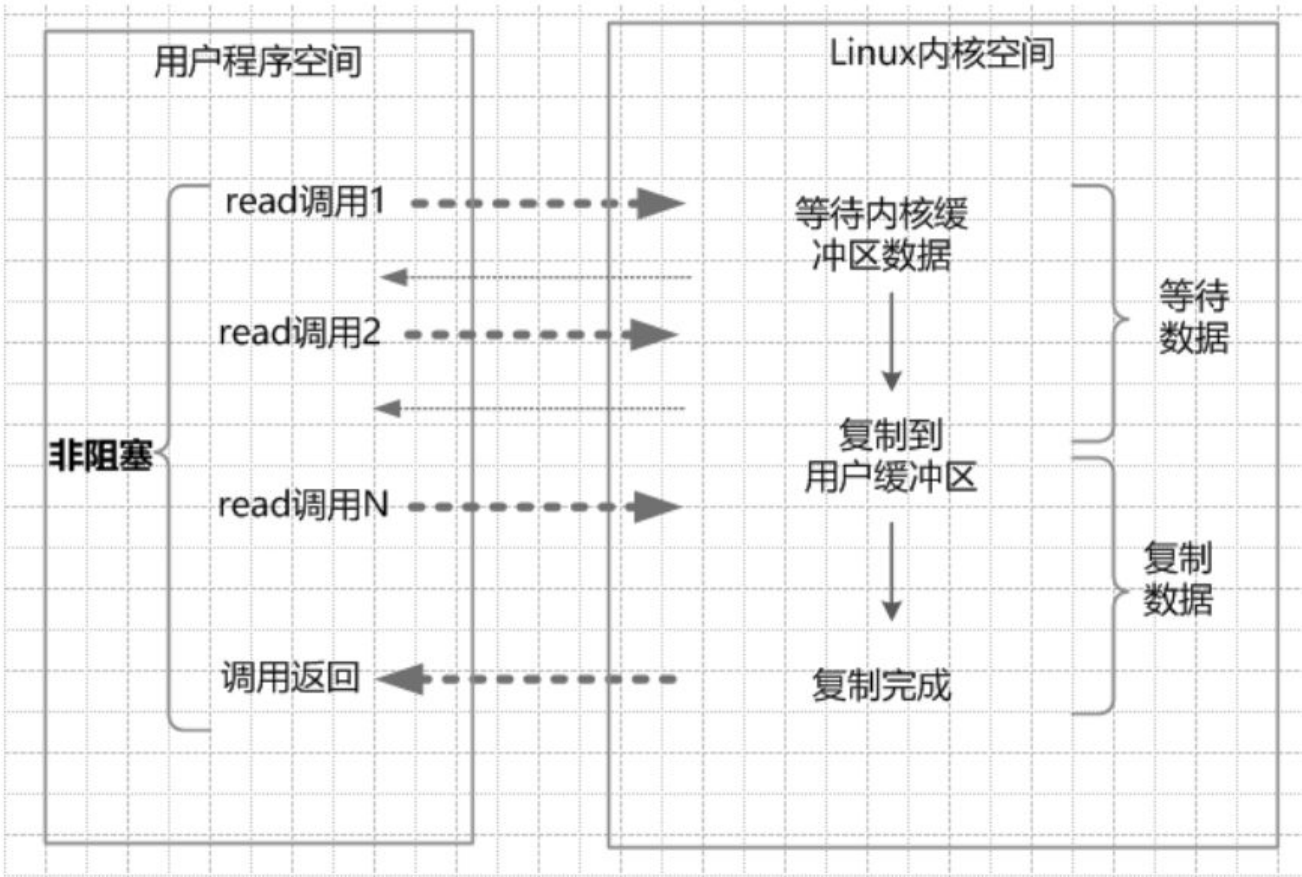 用户程序空间
Linux内核空间
read调用1
等待内核缓
冲区数据
等待
数据
read调用2
复制到
用户缓冲区
非阻塞
read调用N
复制
数据
调用返回
复制完成